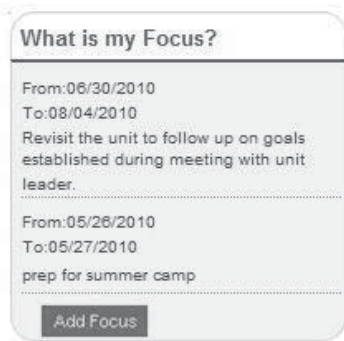 What is my Focus?
From:06/30/2010
To:08/04/2010
Revisit the unit to follow up on goals
established during meeting with unit
leader.
From:05/26/2010
To:05/27/2010
prep for summer camp
Add Focus